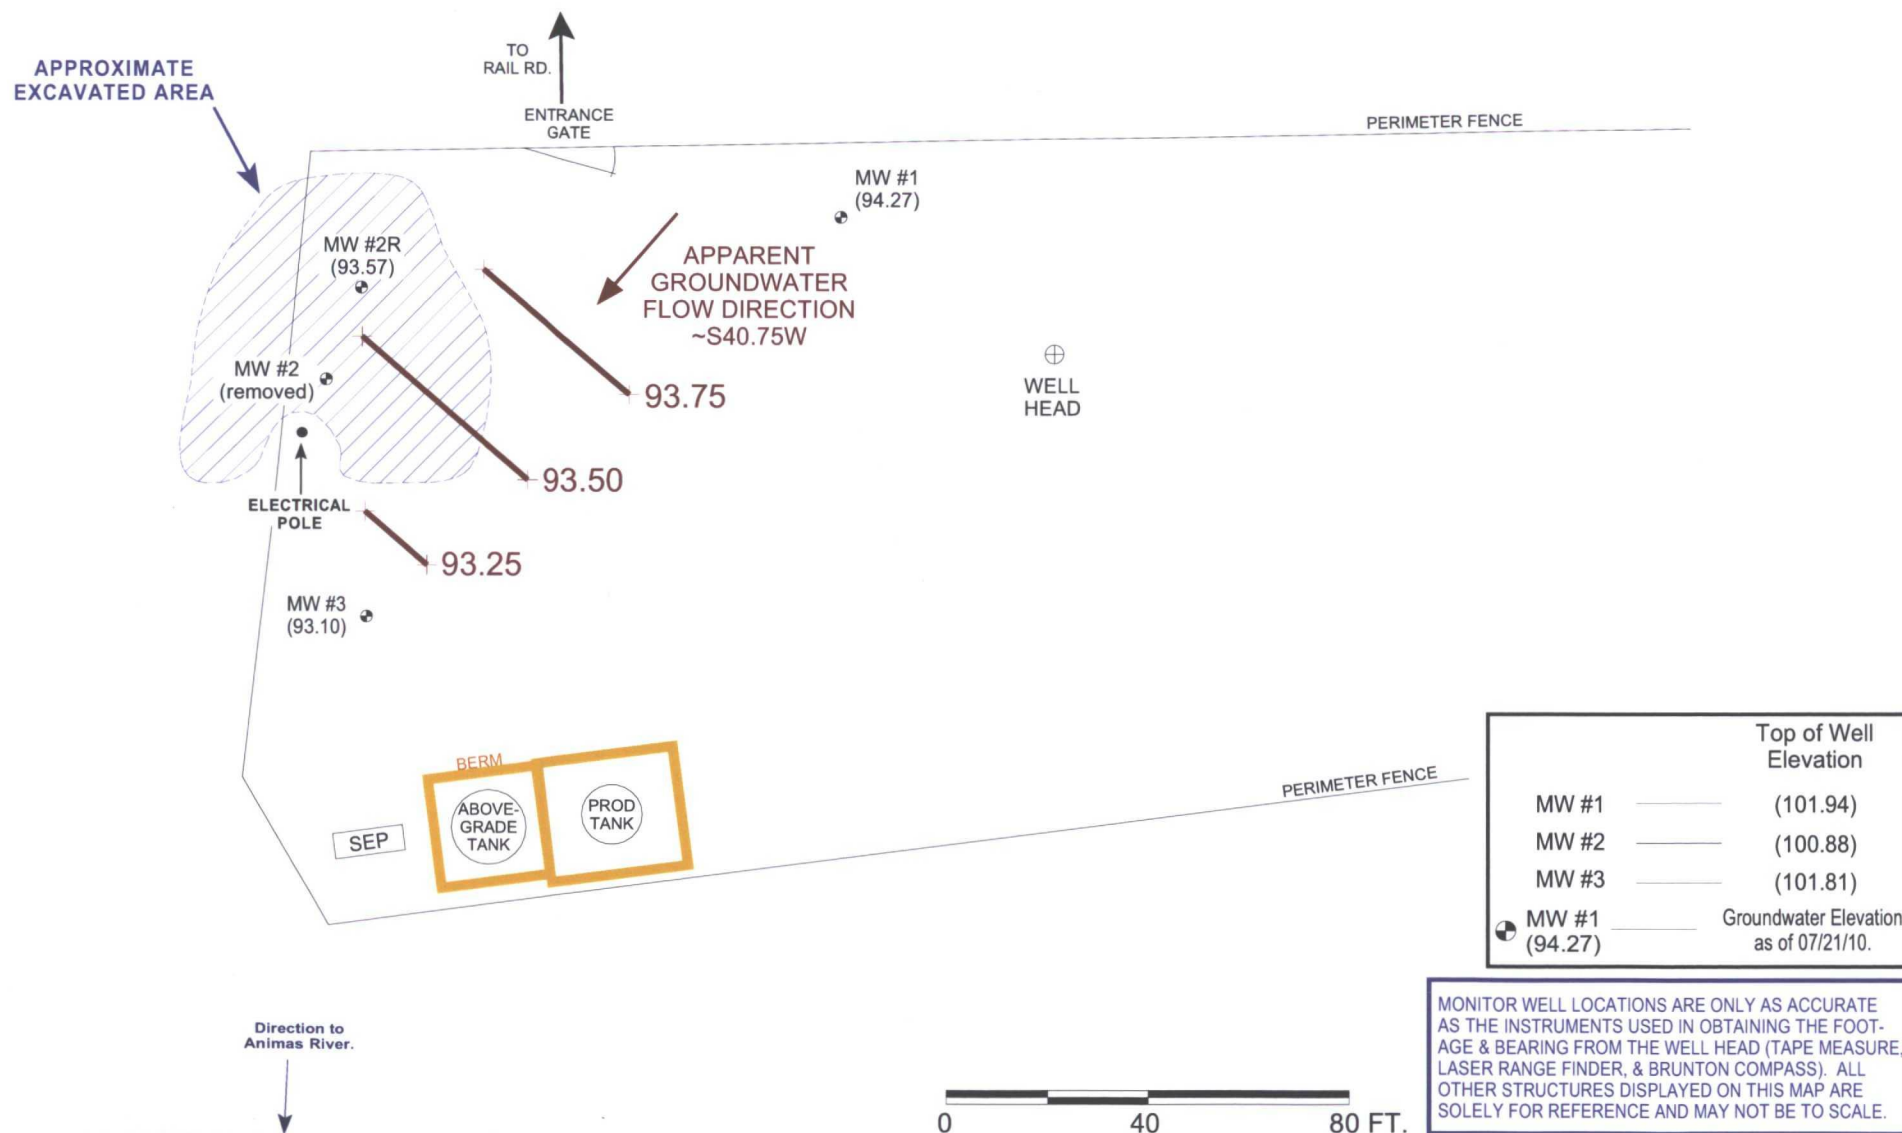 TO
RAIL RD.
APPROXIMATE
EXCAVATED AREA
ENTRANCE
GATE
PERIMETER FENCE
MW #1
(94.27)
MW #2R
(93.57)
APPARENT
GROUNDWATER
FLOW DIRECTION
~S40.75W
MW #2
(removed)
93.75
WELL
HEAD
93.50
ELECTRICAL
POLE
93.25
MW #3
(93.10)
BERM
ABOVE-
GRADE
TANK
PROD
TANK
SEP
PERIMETER FENCE
Top of Well
Elevation
MW #1 (101.94)
MW #2 (100.88)
MW #3 (101.81)
MW #1 Groundwater Elevation
(94.27) as of 07/21/10.
MONITOR WELL LOCATIONS ARE ONLY AS ACCURATE
AS THE INSTRUMENTS USED IN OBTAINING THE FOOT-
AGE & BEARING FROM THE WELL HEAD (TAPE MEASURE,
LASER RANGE FINDER, & BRUNTON COMPASS). ALL
OTHER STRUCTURES DISPLAYED ON THIS MAP ARE
SOLELY FOR REFERENCE AND MAY NOT BE TO SCALE.
Direction to
Animas River.
0 40 80 FT.